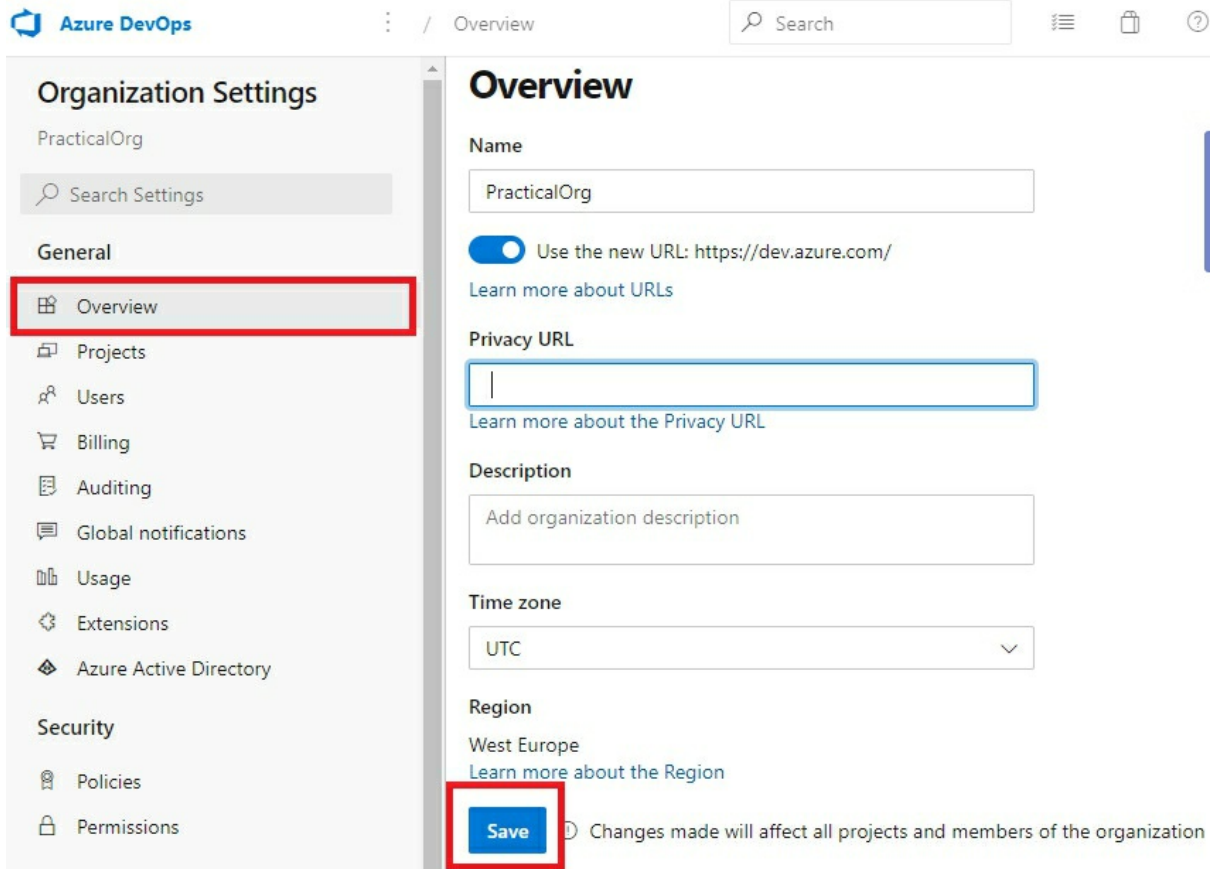 Azure DevOps / Overview Search
Organization Settings
PracticalOrg
Search Settings
General
Overview
Projects
Users
Billing
Auditing
Global notifications
Usage
Extensions
Azure Active Directory
Security
Policies
Permissions
Overview
Name
PracticalOrg
Use the new URL: https://dev.azure.com/
Learn more about URLs
Privacy URL
Learn more about the Privacy URL
Description
Add organization description
Time zone
UTC
Region
West Europe
Learn more about the Region
Save Changes made will affect all projects and members of the organization